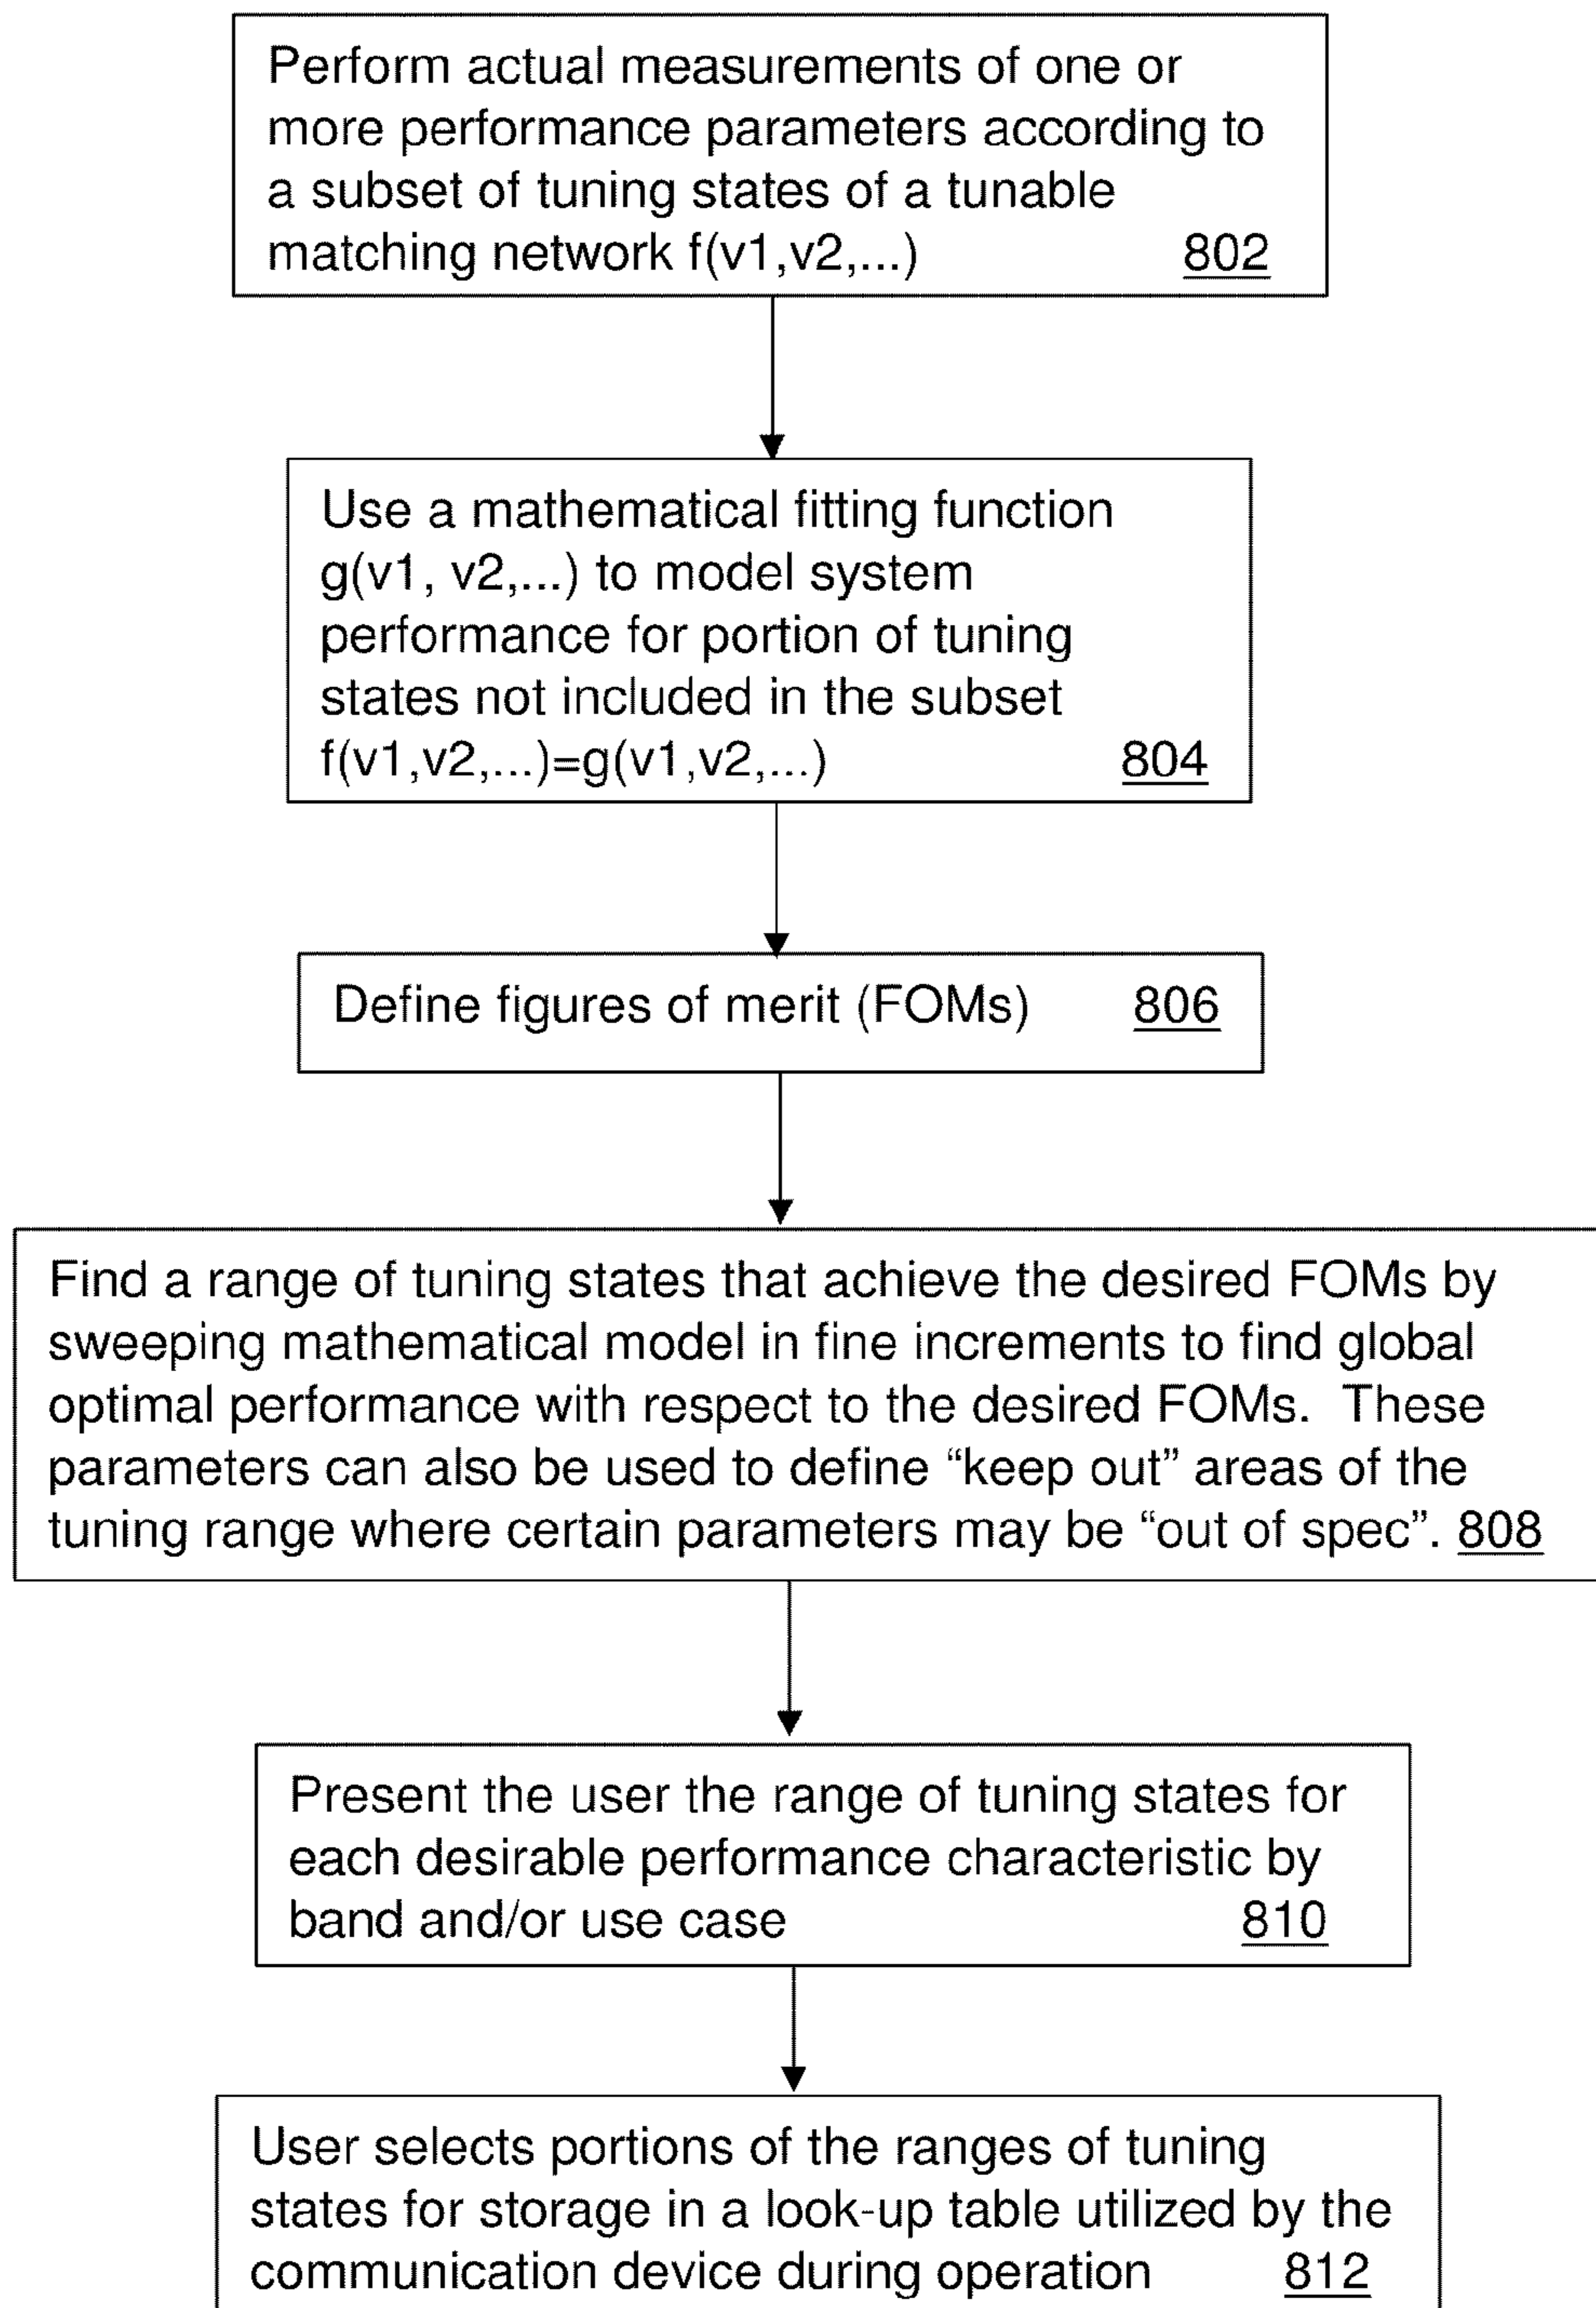 Perform actual measurements of one or
more performance parameters according to
a subset of tuning states of a tunable
matching network f(v1,v2,...) 802
Use a mathematical fitting function
g(v1, v2,...) to model system
performance for portion of tuning
states not included in the subset
f(v1,v2,...)=g(v1,v2,...) 804
Define figures of merit (FOMs) 806
Find a range of tuning states that achieve the desired FOMs by
sweeping mathematical model in fine increments to find global
optimal performance with respect to the desired FOMs. These
parameters can also be used to define “keep out” areas of the
tuning range where certain parameters may be “out of spec”. 808
Present the user the range of tuning states for
each desirable performance characteristic by
band and/or use case 810
User selects portions of the ranges of tuning
states for storage in a look-up table utilized by the
communication device during operation 812